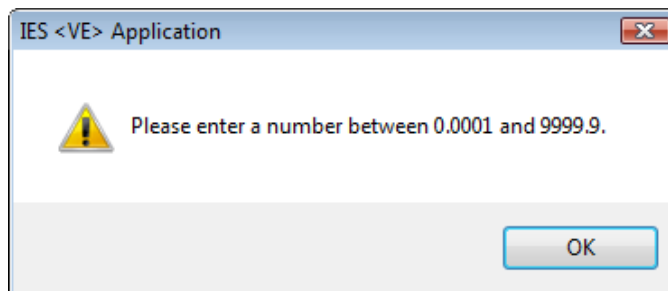 IES <VE> Application
Please enter a number between 0.0001 and 9999.9.
OK